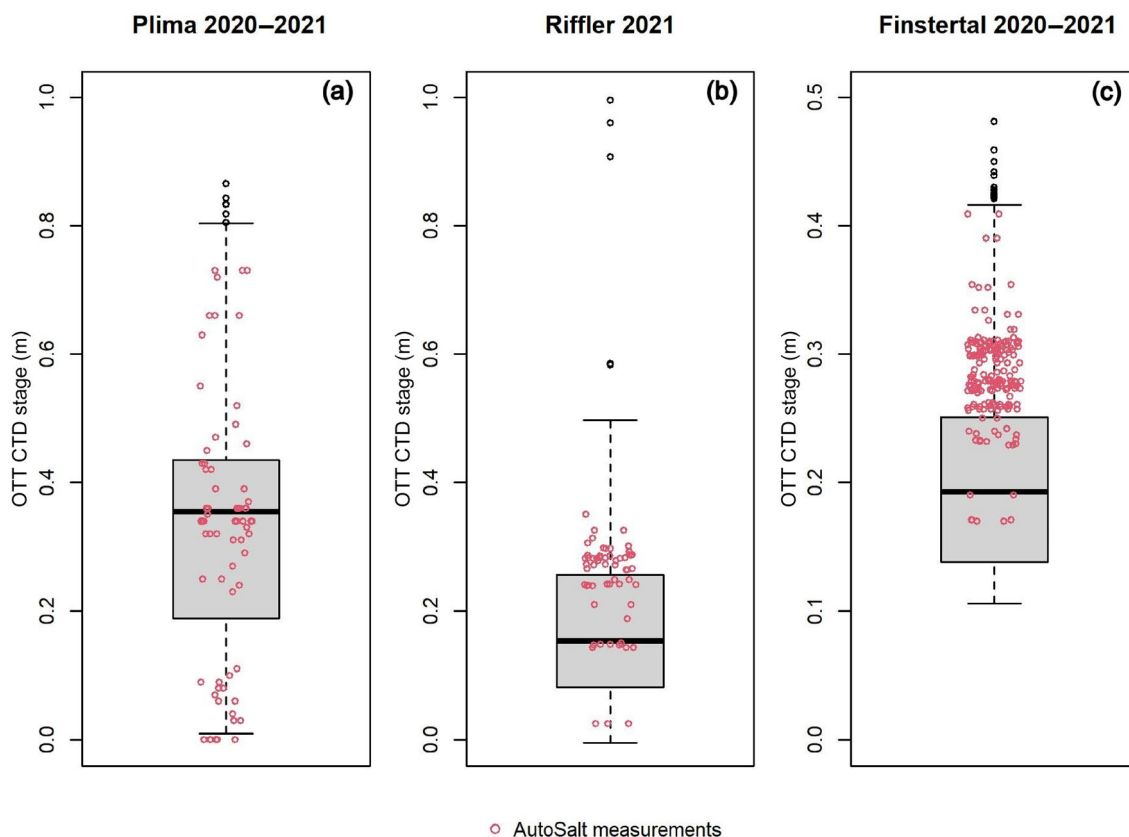 Plima 2020–2021
Riffler 2021
Finstertal 2020–2021
(a)
(b)
(c)
OTT CTD stage (m)
0.0
0.2
0.4
0.6
0.8
1.0
OTT CTD stage (m)
0.0
0.2
0.4
0.6
0.8
1.0
OTT CTD stage (m)
0.0
0.1
0.2
0.3
0.4
0.5
AutoSalt measurements